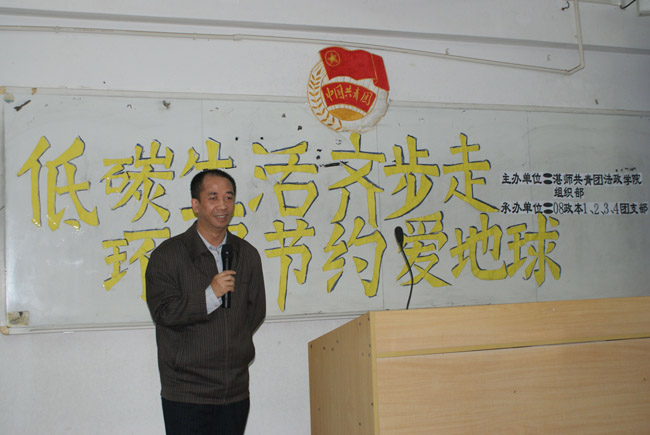 中国共青团
低碳生活齐步走
环 节约爱地球
主办单位：湛师共青团法政学院
组织部
承办单位：08政本1、2、3、4团支部